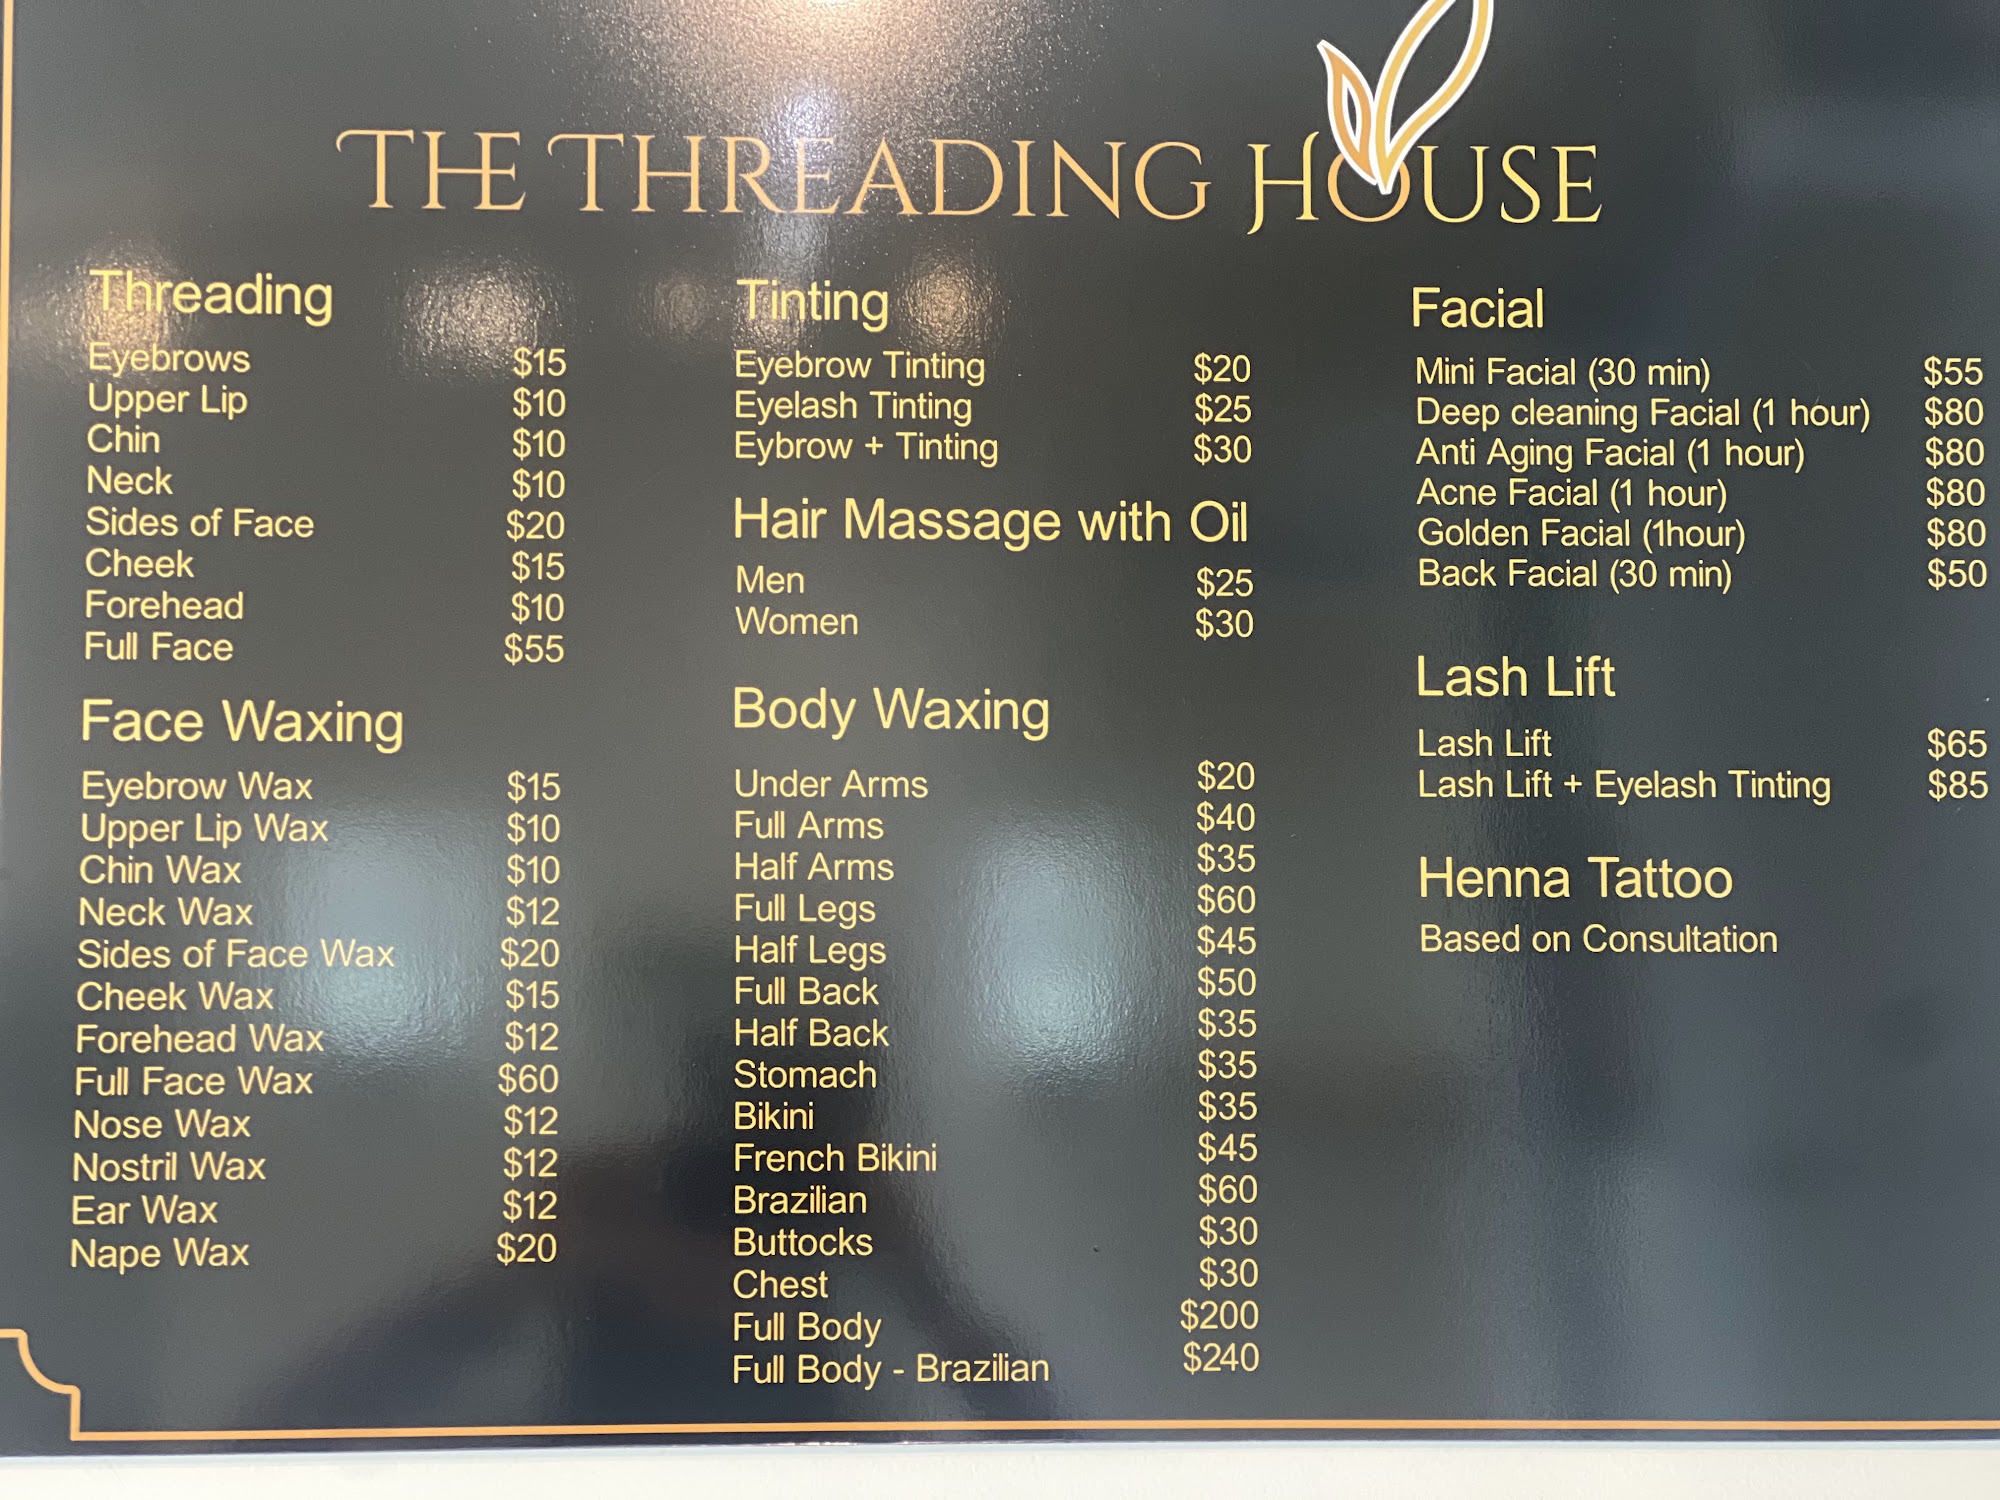 THE THREADING HOUSE
Threading
Eyebrows $15
Upper Lip $10
Chin $10
Neck $10
Sides of Face $20
Cheek $15
Forehead $10
Full Face $55
Face Waxing
Eyebrow Wax $15
Upper Lip Wax $10
Chin Wax $10
Neck Wax $12
Sides of Face Wax $20
Cheek Wax $15
Forehead Wax $12
Full Face Wax $60
Nose Wax $12
Nostril Wax $12
Ear Wax $12
Nape Wax $20
Tinting
Eyebrow Tinting $20
Eyelash Tinting $25
Eybrow + Tinting $30
Hair Massage with Oil
Men $25
Women $30
Body Waxing
Under Arms $20
Full Arms $40
Half Arms $35
Full Legs $60
Half Legs $45
Full Back $50
Half Back $35
Stomach $35
Bikini $35
French Bikini $45
Brazilian $60
Buttocks $30
Chest $30
Full Body $200
Full Body - Brazilian $240
Facial
Mini Facial (30 min) $55
Deep cleaning Facial (1 hour) $80
Anti Aging Facial (1 hour) $80
Acne Facial (1 hour) $80
Golden Facial (1hour) $80
Back Facial (30 min) $50
Lash Lift
Lash Lift $65
Lash Lift + Eyelash Tinting $85
Henna Tattoo
Based on Consultation